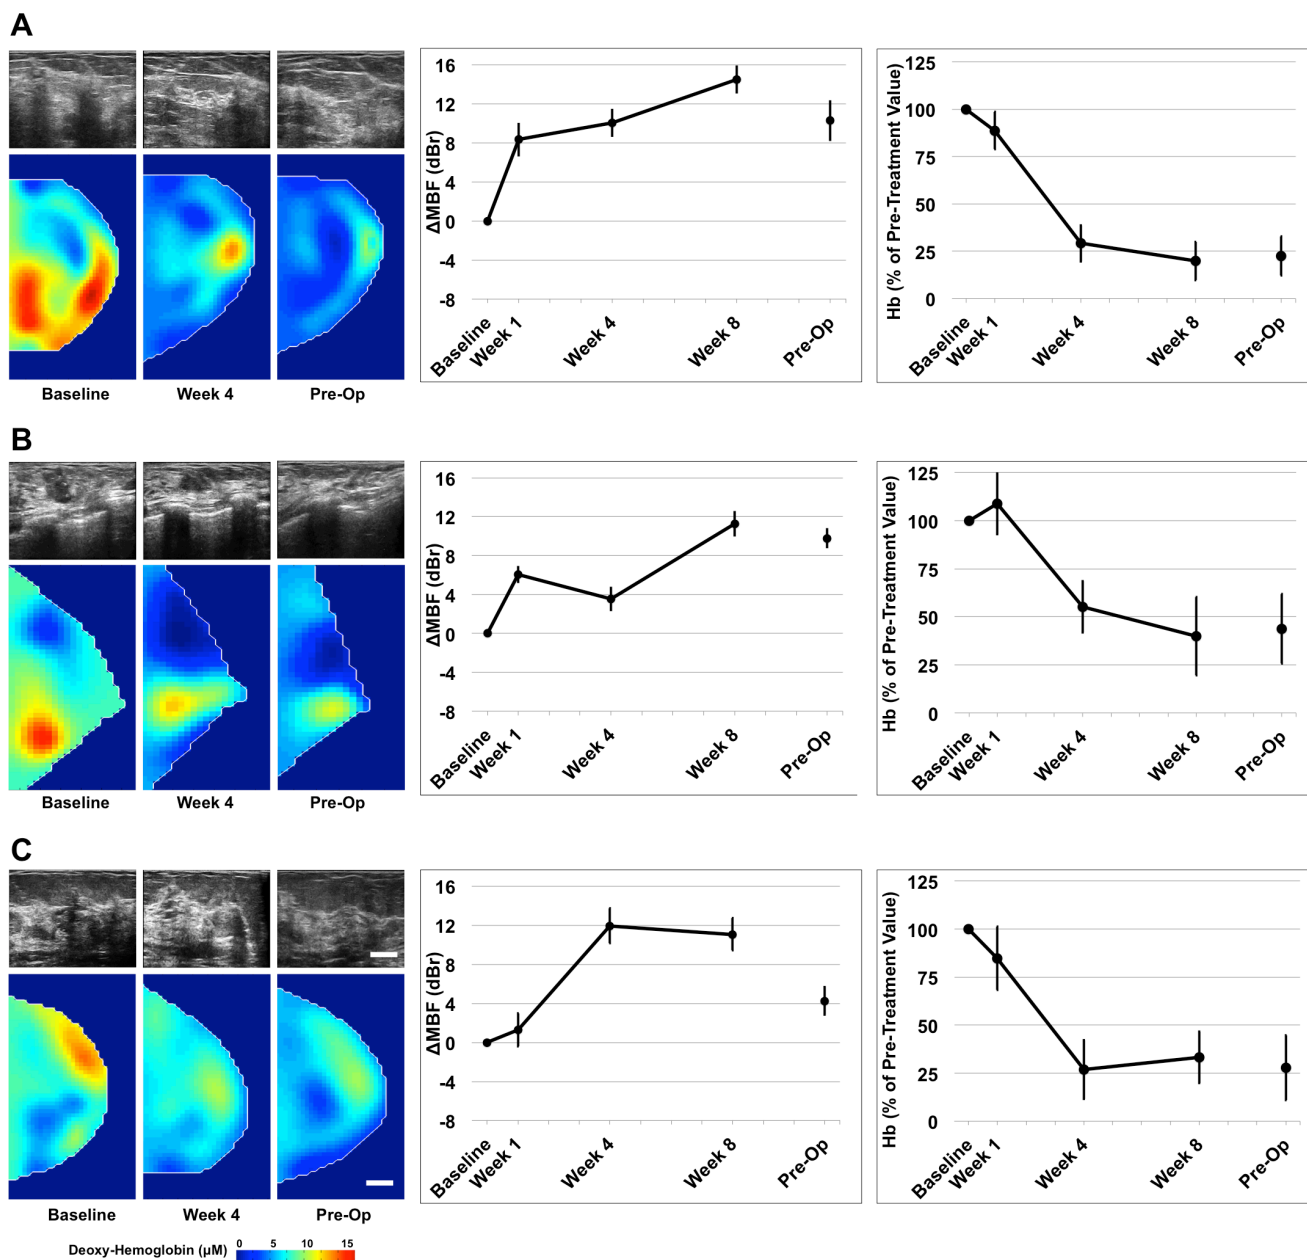 A
ΔMBF (dBr)
16
12
8
4
0
-4
-8
Baseline
Week 1
Week 4
Week 8
Pre-Op
Hb (% of Pre-Treatment Value)
125
100
75
50
25
0
Baseline
Week 1
Week 4
Week 8
Pre-Op
Baseline Week 4 Pre-Op
B
ΔMBF (dBr)
16
12
8
4
0
-4
-8
Baseline
Week 1
Week 4
Week 8
Pre-Op
Hb (% of Pre-Treatment Value)
125
100
75
50
25
0
Baseline
Week 1
Week 4
Week 8
Pre-Op
Baseline Week 4 Pre-Op
C
ΔMBF (dBr)
16
12
8
4
0
-4
-8
Baseline
Week 1
Week 4
Week 8
Pre-Op
Hb (% of Pre-Treatment Value)
125
100
75
50
25
0
Baseline
Week 1
Week 4
Week 8
Pre-Op
Baseline Week 4 Pre-Op
Deoxy-Hemoglobin (μM) 0 5 10 15